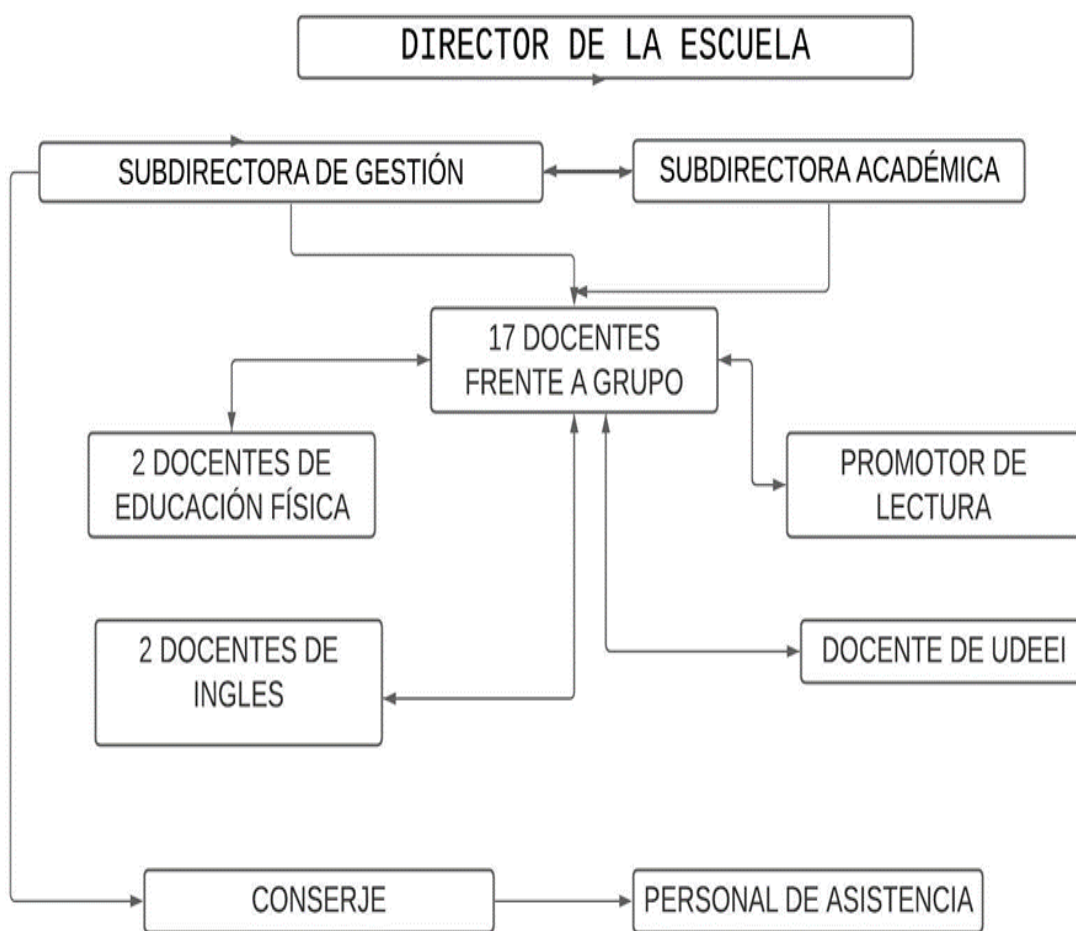 DIRECTOR DE LA ESCUELA
SUBDIRECTORA DE GESTIÓN
SUBDIRECTORA ACADÉMICA
17 DOCENTES
FRENTE A GRUPO
2 DOCENTES DE
EDUCACIÓN FÍSICA
PROMOTOR DE
LECTURA
2 DOCENTES DE
INGLES
DOCENTE DE UDEEI
CONSERJE
PERSONAL DE ASISTENCIA